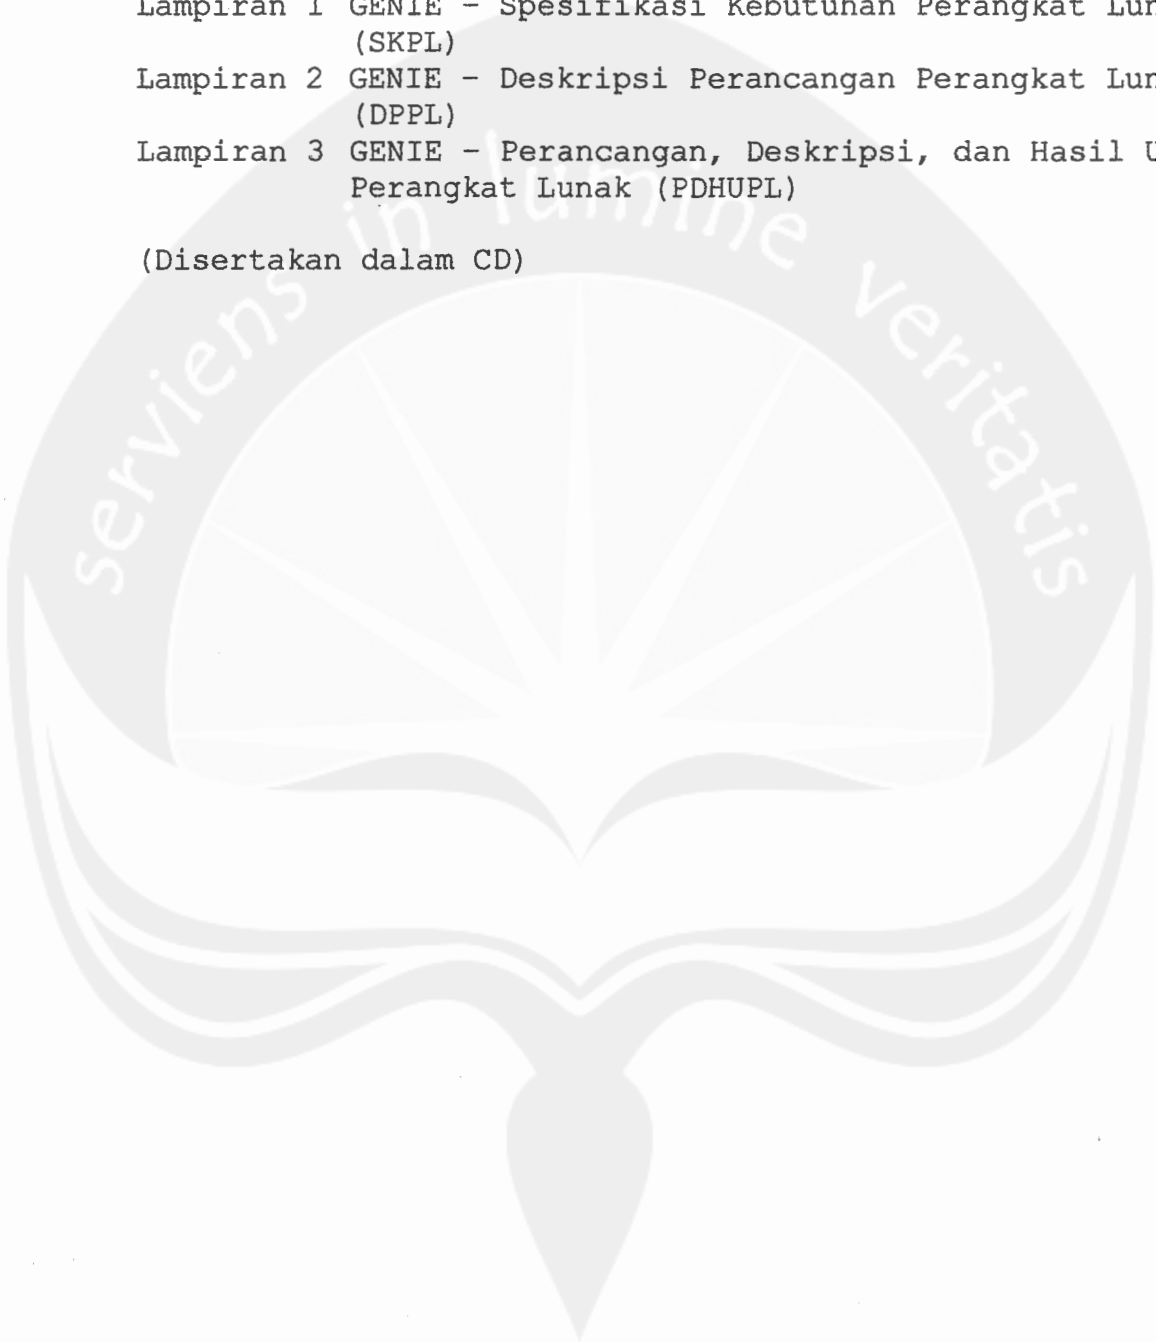 Lampiran 1 GENIE - Spesifikasi Kebutuhan Perangkat
(SKPL)
Lampiran 2 GENIE - Deskripsi Perancangan Perangkat
(DPPL)
Lampiran 3 GENIE - Perancangan, Deskripsi, dan Hasil
Perangkat Lunak (PDHUPL)
(Disertakan dalam CD)
serviens in lumine veritatis